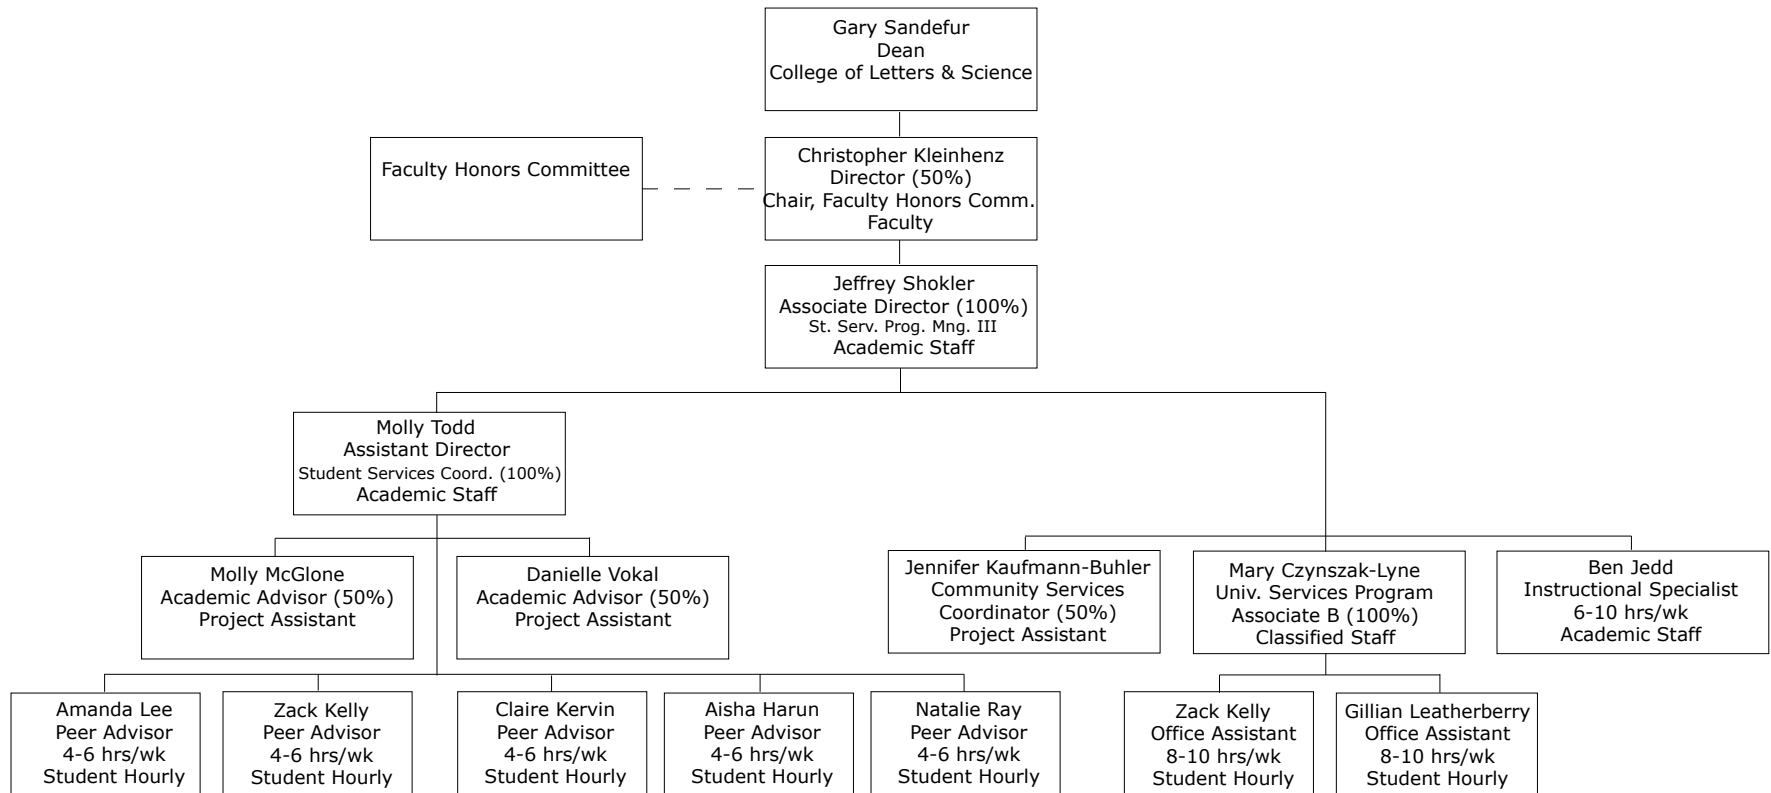 Gary Sandefur
Dean
College of Letters & Science
Faculty Honors Committee
Christopher Kleinhenz
Director (50%)
Chair, Faculty Honors Comm.
Faculty
Jeffrey Shokler
Associate Director (100%)
St. Serv. Prog. Mng. III
Academic Staff
Molly Todd
Assistant Director
Student Services Coord. (100%)
Academic Staff
Molly McGlone
Academic Advisor (50%)
Project Assistant
Danielle Vokal
Academic Advisor (50%)
Project Assistant
Jennifer Kaufmann-Buhler
Community Services
Coordinator (50%)
Project Assistant
Mary Czynszak-Lyne
Univ. Services Program
Associate B (100%)
Classified Staff
Ben Jedd
Instructional Specialist
6-10 hrs/wk
Academic Staff
Amanda Lee
Peer Advisor
4-6 hrs/wk
Student Hourly
Zack Kelly
Peer Advisor
4-6 hrs/wk
Student Hourly
Claire Kervin
Peer Advisor
4-6 hrs/wk
Student Hourly
Aisha Harun
Peer Advisor
4-6 hrs/wk
Student Hourly
Natalie Ray
Peer Advisor
4-6 hrs/wk
Student Hourly
Zack Kelly
Office Assistant
8-10 hrs/wk
Student Hourly
Gillian Leatherberry
Office Assistant
8-10 hrs/wk
Student Hourly